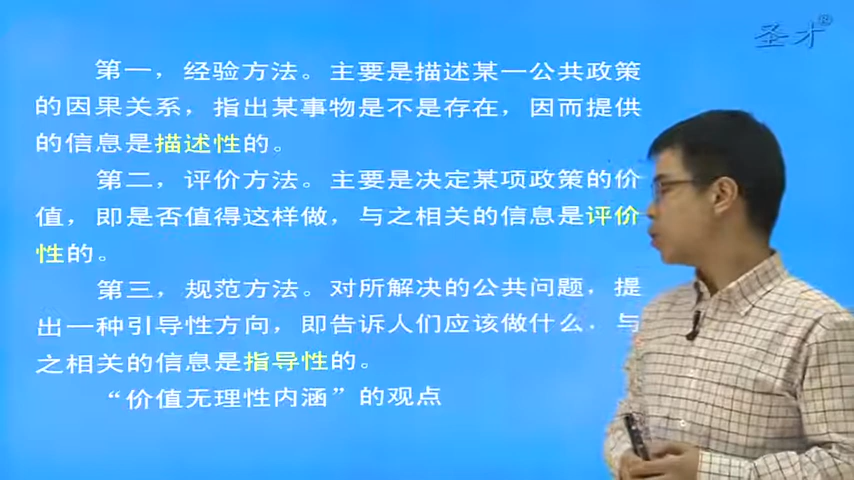 圣才®
第一，经验方法。主要是描述某一公共政策
的因果关系，指出某事物是不是存在，因而提供
的信息是描述性的。
第二，评价方法。主要是决定某项政策的价
值，即是否值得这样做，与之相关的信息是评价
性的。
第三，规范方法。对所解决的公共问题，提
出一种引导性方向，即告诉人们应该做什么．与
之相关的信息是指导性的。
“价值无理性内涵”的观点